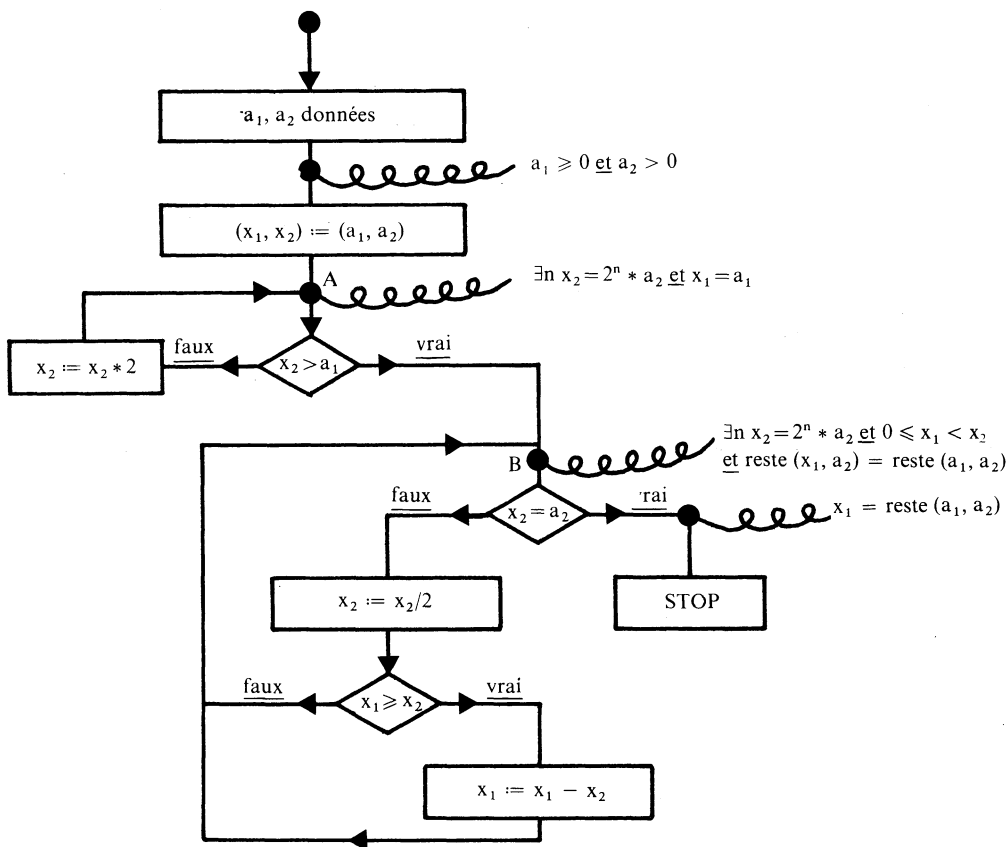 a₁, a₂ données
a₁ ⩾ 0 et a₂ > 0
(x₁, x₂) := (a₁, a₂)
A
∃n x₂ = 2ⁿ * a₂ et x₁ = a₁
faux
vrai
x₂ := x₂ * 2
x₂ > a₁
∃n x₂ = 2ⁿ * a₂ et 0 ⩽ x₁ < x₂
et reste (x₁, a₂) = reste (a₁, a₂)
B
faux
rai
x₂ = a₂
x₁ = reste (a₁, a₂)
x₂ := x₂/2
STOP
faux
vrai
x₁ ⩾ x₂
x₁ := x₁ − x₂